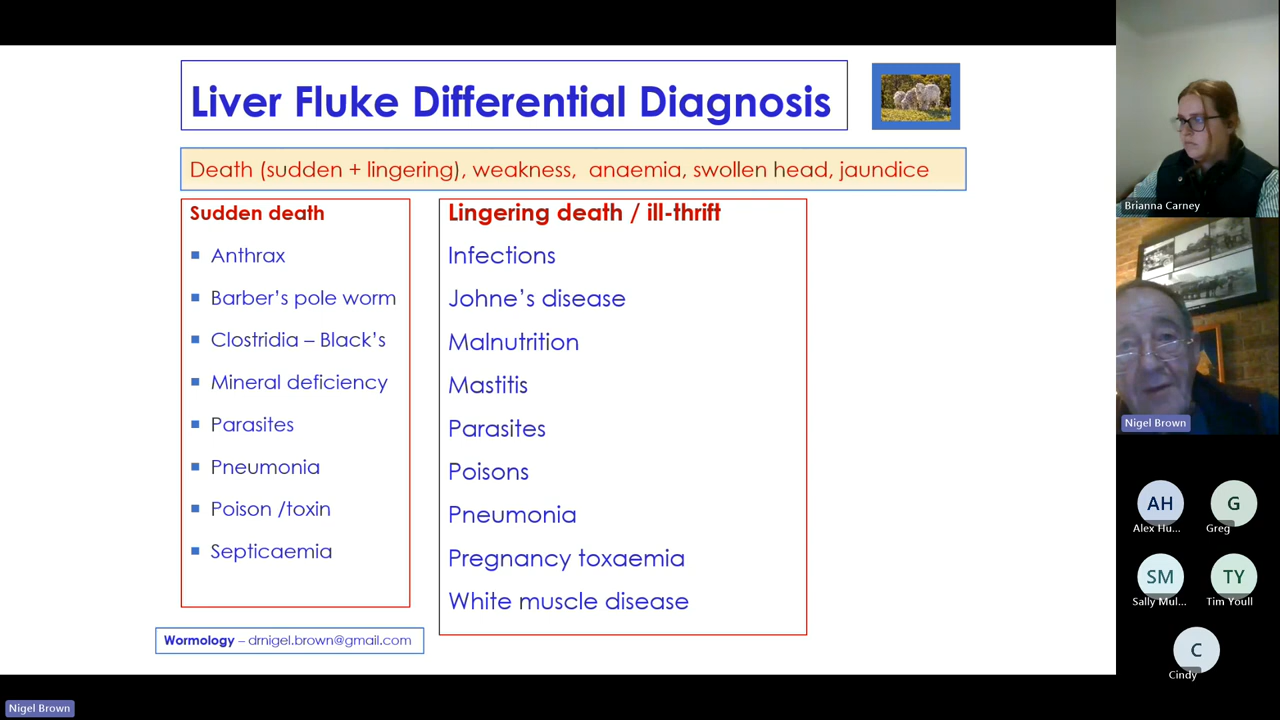 Liver Fluke Differential Diagnosis
Death (sudden + lingering), weakness, anaemia, swollen head, jaundice
Sudden death
Anthrax
Barber's pole worm
Clostridia – Black's
Mineral deficiency
Parasites
Pneumonia
Poison /toxin
Septicaemia
Lingering death / ill-thrift
Infections
Johne's disease
Malnutrition
Mastitis
Parasites
Poisons
Pneumonia
Pregnancy toxaemia
White muscle disease
Wormology – drnigel.brown@gmail.com
Nigel Brown
Brianna Carney
Nigel Brown
AH
Alex Hu...
G
Greg
SM
Sally Mul...
TY
Tim Youll
C
Cindy